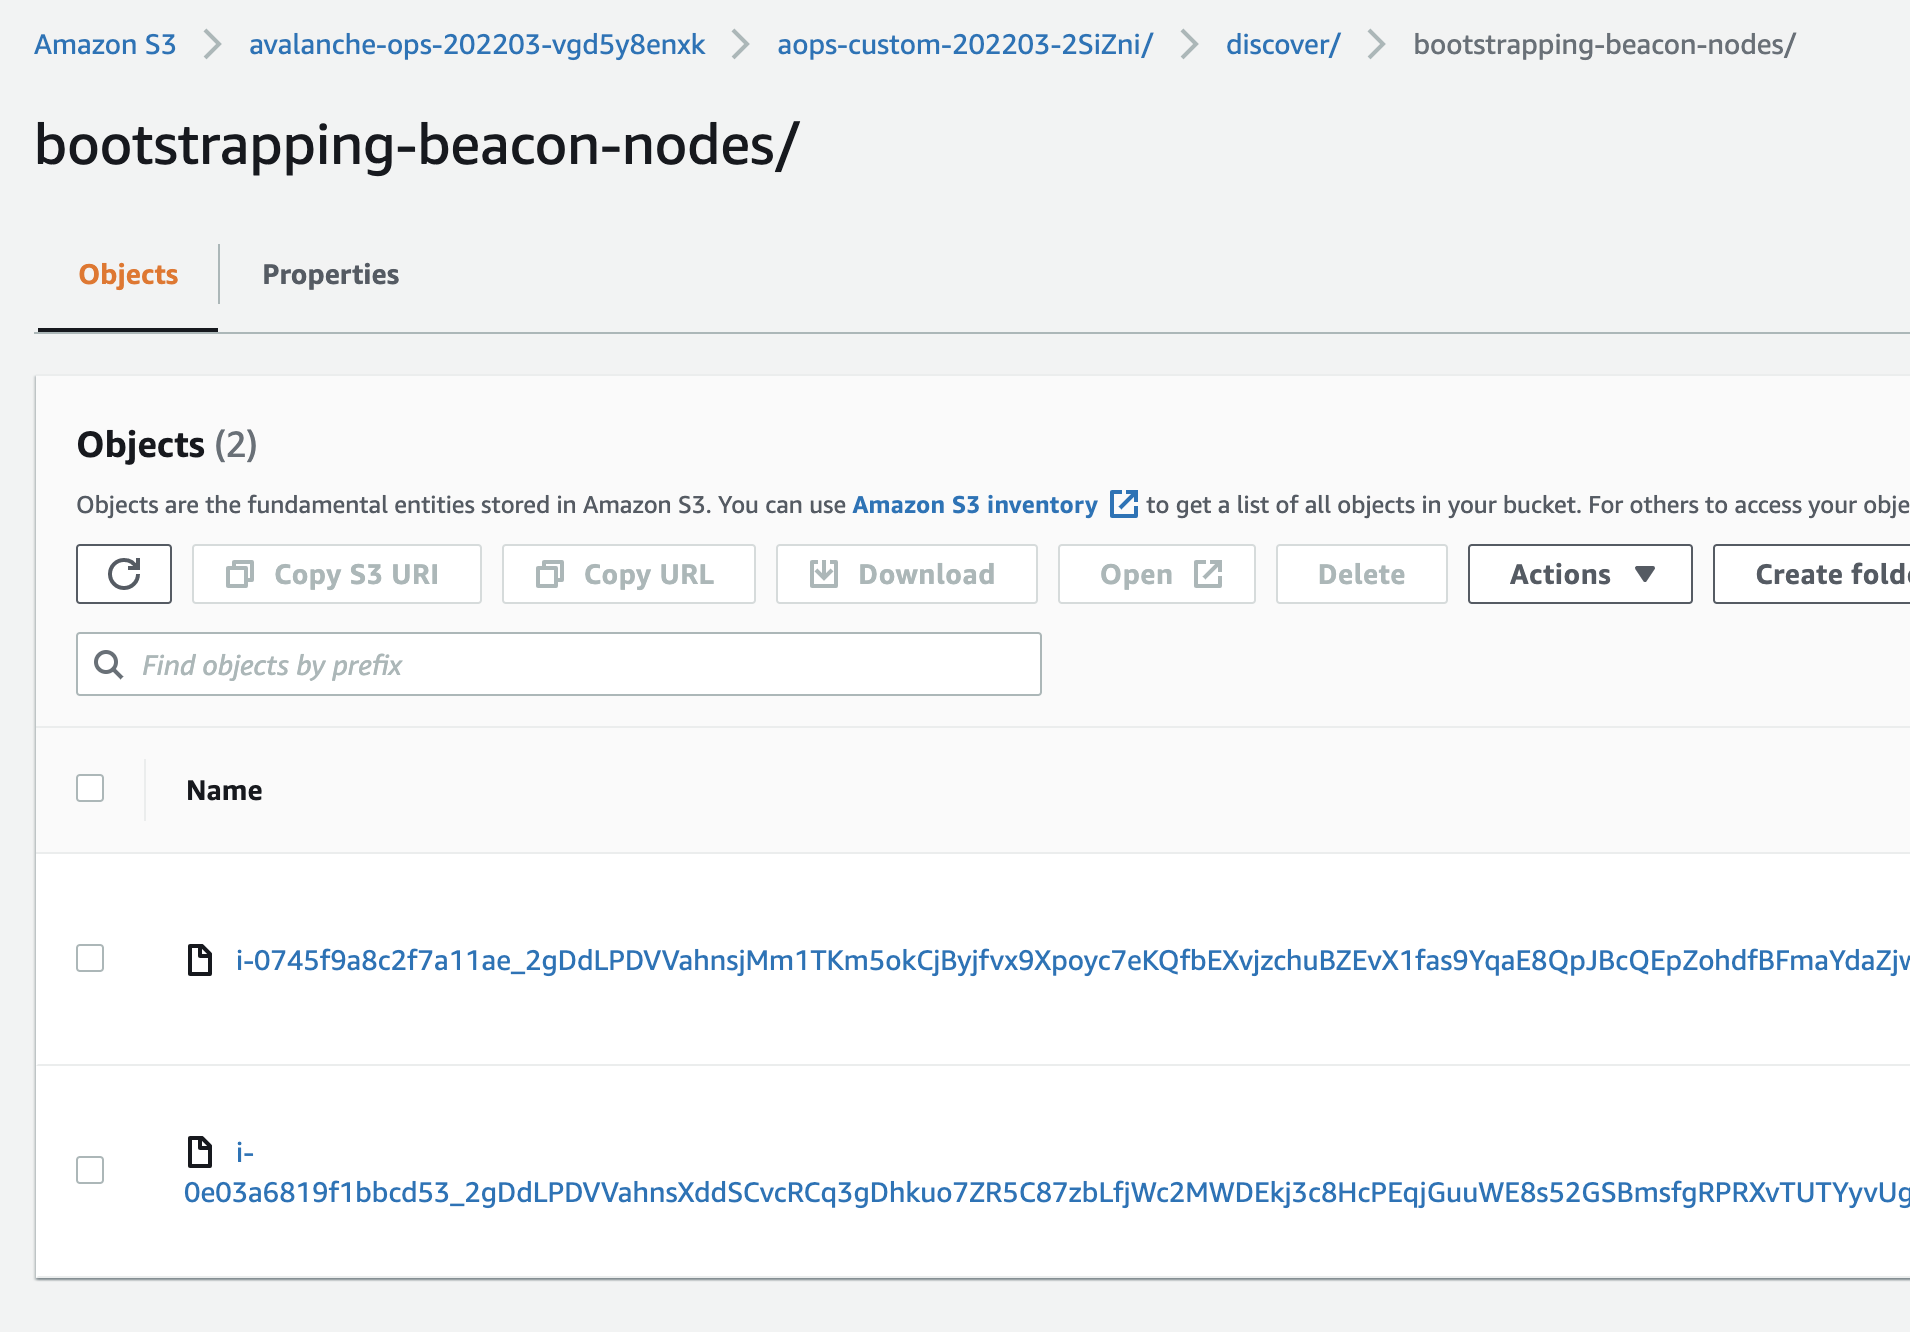 Amazon S3 > avalanche-ops-202203-vgd5y8enxk > aops-custom-202203-2SiZni/ > discover/ > bootstrapping-beacon-nodes/
bootstrapping-beacon-nodes/
Objects Properties
Objects (2)
Objects are the fundamental entities stored in Amazon S3. You can use Amazon S3 inventory to get a list of all objects in your bucket. For others to access your obje
Copy S3 URI Copy URL Download Open Delete Actions Create folde
Find objects by prefix
Name
i-0745f9a8c2f7a11ae_2gDdLPDVVahnsjMm1TKm5okCjByjfvx9Xpoyc7eKQfbEXvjzchuBZEvX1fas9YqaE8QpJBcQEpZohdfBFmaYdaZjw
i-
0e03a6819f1bbcd53_2gDdLPDVVahnsXddSCvcRCq3gDhkuo7ZR5C87zbLfjWc2MWDEkj3c8HcPEqjGuuWE8s52GSBmsfgRPRXvTUTYyvUg